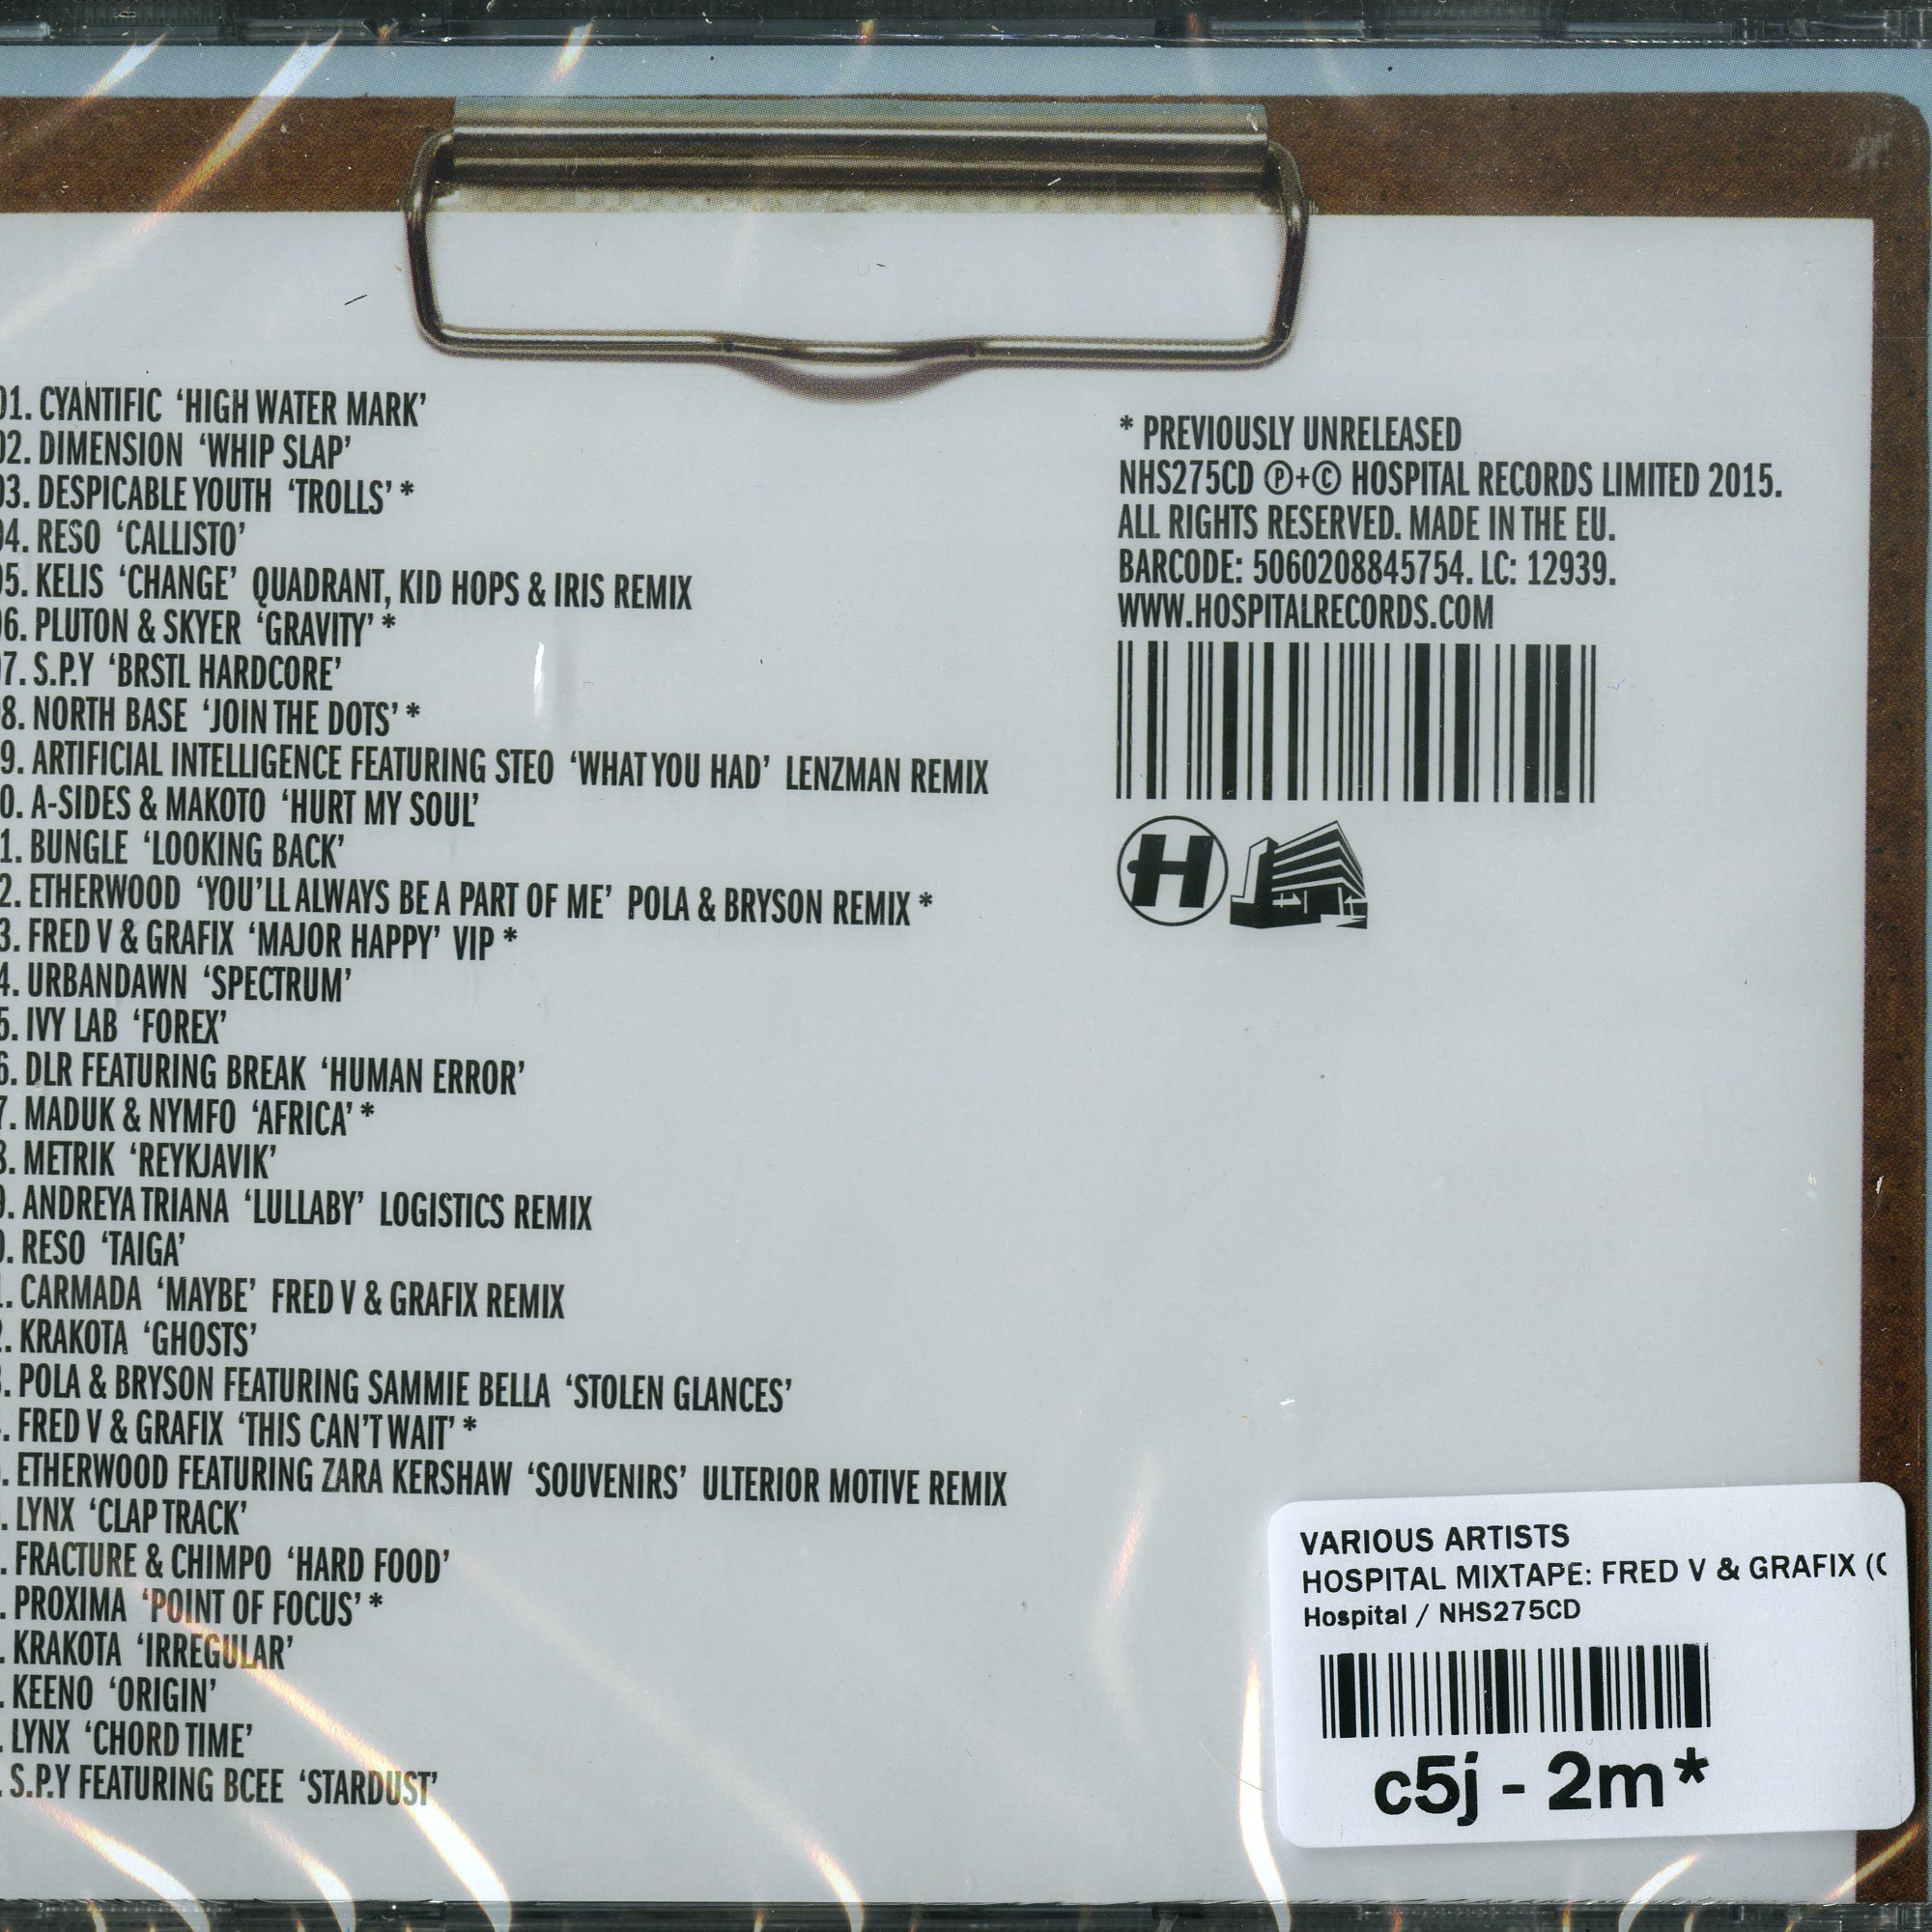 01. CYANTIFIC ‘HIGH WATER MARK’
02. DIMENSION ‘WHIP SLAP’
03. DESPICABLE YOUTH ‘TROLLS’ *
04. RESO ‘CALLISTO’
05. KELIS ‘CHANGE’ QUADRANT, KID HOPS & IRIS REMIX
06. PLUTON & SKYER ‘GRAVITY’ *
7. S.P.Y ‘BRSTL HARDCORE’
8. NORTH BASE ‘JOIN THE DOTS’ *
9. ARTIFICIAL INTELLIGENCE FEATURING STEO ‘WHAT YOU HAD’ LENZMAN REMIX
0. A-SIDES & MAKOTO ‘HURT MY SOUL’
1. BUNGLE ‘LOOKING BACK’
2. ETHERWOOD ‘YOU’LL ALWAYS BE A PART OF ME’ POLA & BRYSON REMIX *
3. FRED V & GRAFIX ‘MAJOR HAPPY’ VIP *
4. URBANDAWN ‘SPECTRUM’
5. IVY LAB ‘FOREX’
6. DLR FEATURING BREAK ‘HUMAN ERROR’
7. MADUK & NYMFO ‘AFRICA’ *
8. METRIK ‘REYKJAVIK’
9. ANDREYA TRIANA ‘LULLABY’ LOGISTICS REMIX
0. RESO ‘TAIGA’
. CARMADA ‘MAYBE’ FRED V & GRAFIX REMIX
. KRAKOTA ‘GHOSTS’
. POLA & BRYSON FEATURING SAMMIE BELLA ‘STOLEN GLANCES’
. FRED V & GRAFIX ‘THIS CAN’T WAIT’ *
. ETHERWOOD FEATURING ZARA KERSHAW ‘SOUVENIRS’ ULTERIOR MOTIVE REMIX
. LYNX ‘CLAP TRACK’
. FRACTURE & CHIMPO ‘HARD FOOD’
. PROXIMA ‘POINT OF FOCUS’ *
. KRAKOTA ‘IRREGULAR’
. KEENO ‘ORIGIN’
. LYNX ‘CHORD TIME’
. S.P.Y FEATURING BCEE ‘STARDUST’
* PREVIOUSLY UNRELEASED
NHS275CD ℗+© HOSPITAL RECORDS LIMITED 2015.
ALL RIGHTS RESERVED. MADE IN THE EU.
BARCODE: 5060208845754. LC: 12939.
WWW.HOSPITALRECORDS.COM
H
VARIOUS ARTISTS
HOSPITAL MIXTAPE: FRED V & GRAFIX (
Hospital / NHS275CD
c5j - 2m*